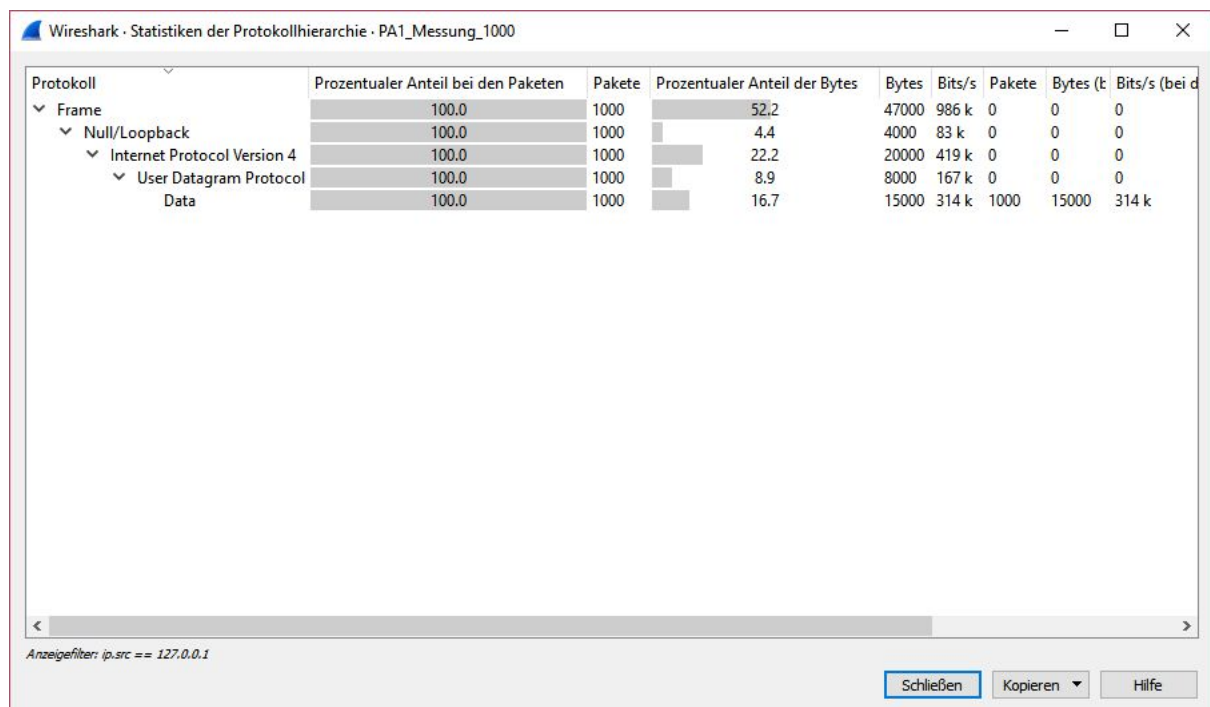 Wireshark · Statistiken der Protokollhierarchie · PA1_Messung_1000
Protokoll Prozentualer Anteil bei den Paketen Pakete Prozentualer Anteil der Bytes Bytes Bits/s Pakete Bytes (b Bits/s (bei d
Frame 100.0 1000 52.2 47000 986 k 0 0 0
Null/Loopback 100.0 1000 4.4 4000 83 k 0 0 0
Internet Protocol Version 4 100.0 1000 22.2 20000 419 k 0 0 0
User Datagram Protocol 100.0 1000 8.9 8000 167 k 0 0 0
Data 100.0 1000 16.7 15000 314 k 1000 15000 314 k
Anzeigefilter: ip.src == 127.0.0.1
Schließen Kopieren Hilfe